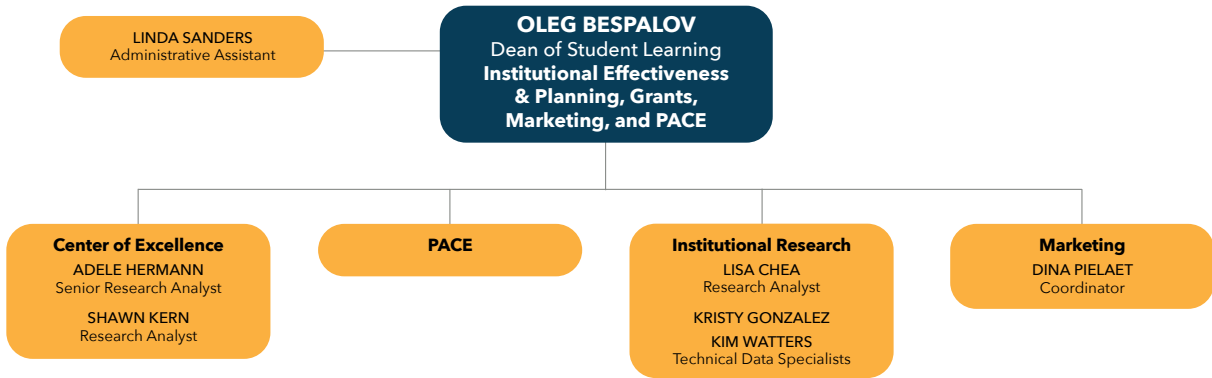 LINDA SANDERS
Administrative Assistant
OLEG BESPALOV
Dean of Student Learning
Institutional Effectiveness
& Planning, Grants,
Marketing, and PACE
Center of Excellence
ADELE HERMANN
Senior Research Analyst
SHAWN KERN
Research Analyst
PACE
Institutional Research
LISA CHEA
Research Analyst
KRISTY GONZALEZ
KIM WATTERS
Technical Data Specialists
Marketing
DINA PIELAET
Coordinator